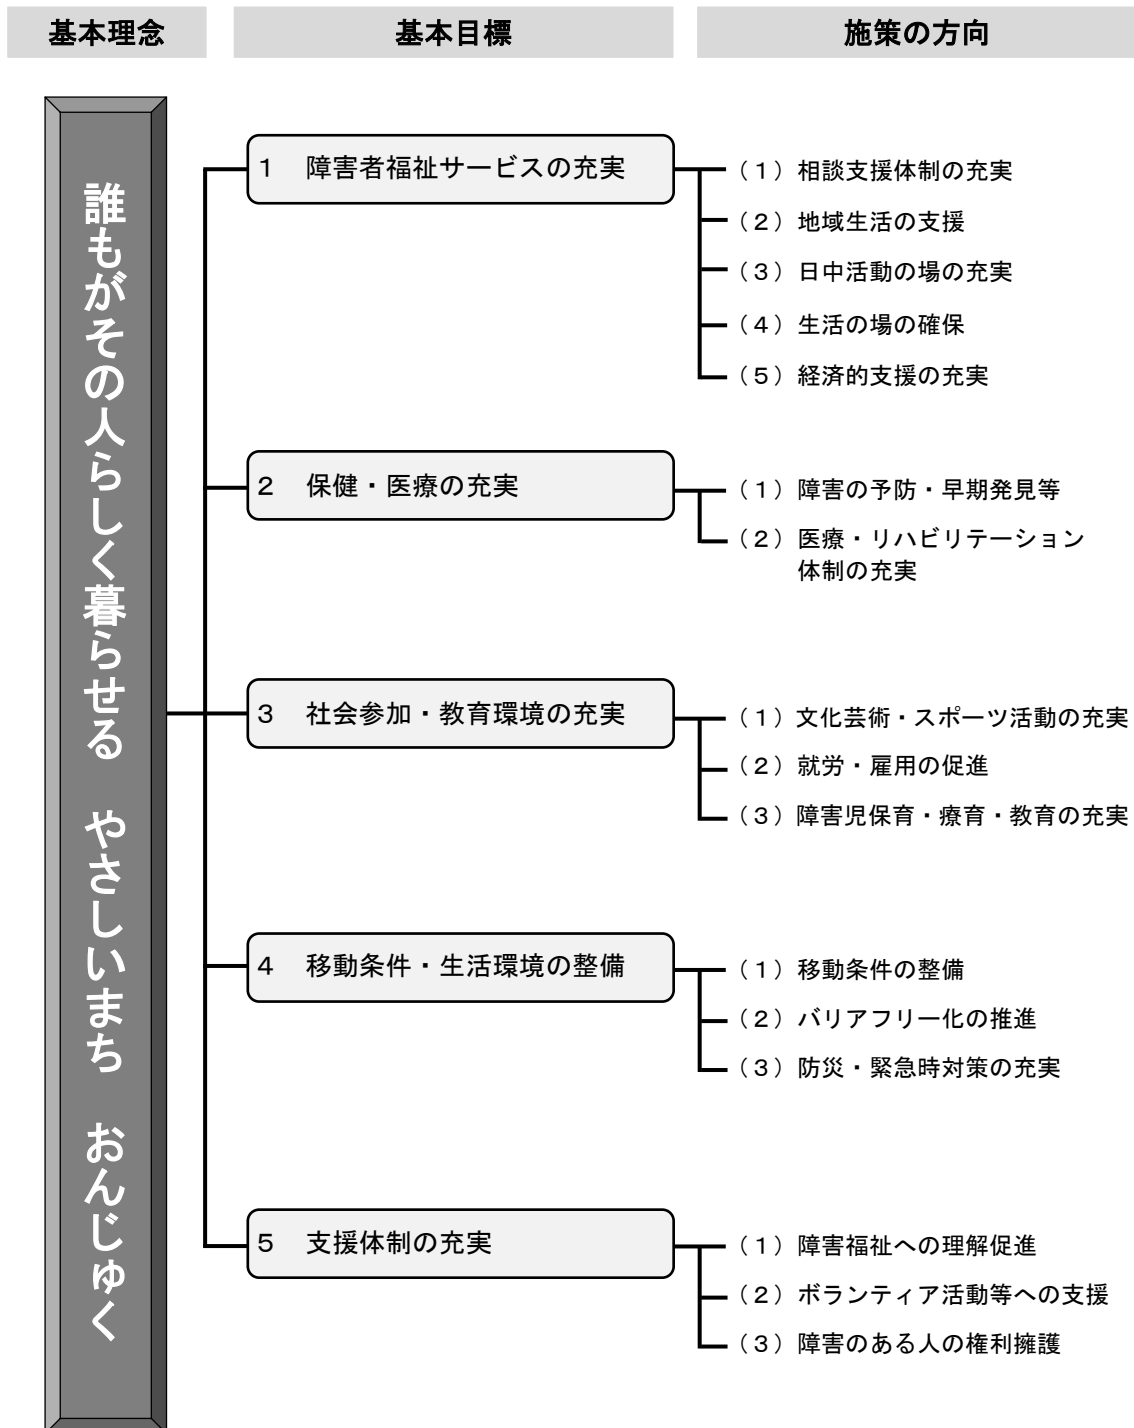 基本理念
基本目標
施策の方向
誰もがその人らしく暮らせる　やさしいまち　おんじゅく
１　障害者福祉サービスの充実
（１）相談支援体制の充実
（２）地域生活の支援
（３）日中活動の場の充実
（４）生活の場の確保
（５）経済的支援の充実
２　保健・医療の充実
（１）障害の予防・早期発見等
（２）医療・リハビリテーション
体制の充実
３　社会参加・教育環境の充実
（１）文化芸術・スポーツ活動の充実
（２）就労・雇用の促進
（３）障害児保育・療育・教育の充実
４　移動条件・生活環境の整備
（１）移動条件の整備
（２）バリアフリー化の推進
（３）防災・緊急時対策の充実
５　支援体制の充実
（１）障害福祉への理解促進
（２）ボランティア活動等への支援
（３）障害のある人の権利擁護